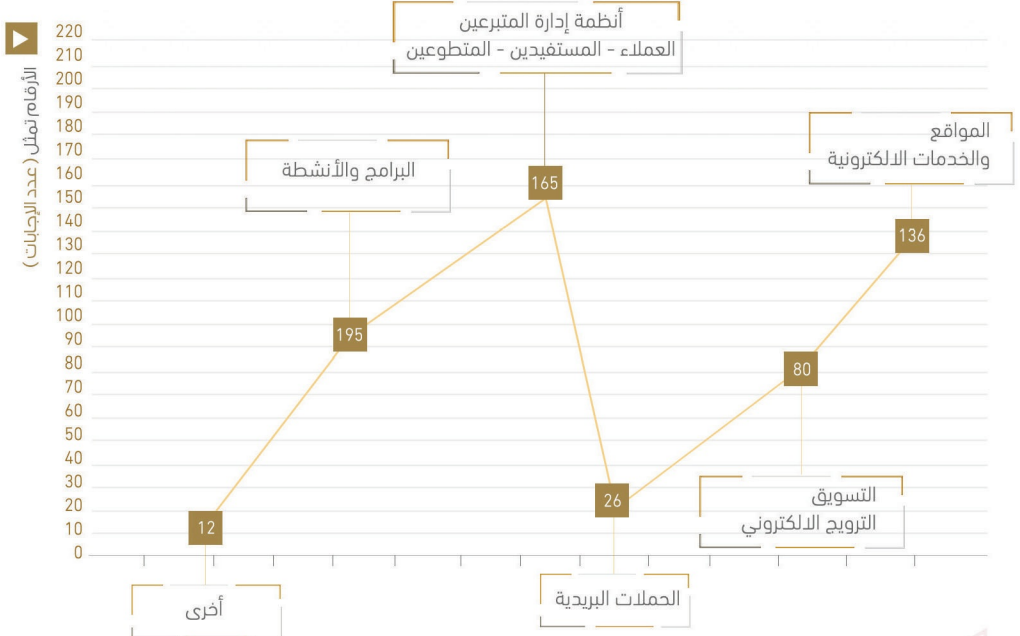 أنظمة إدارة المتبرعين
العملاء - المستفيدين - المتطوعين
المواقع
والخدمات الالكترونية
البرامج والأنشطة
التسويق
الترويج الالكتروني
الحملات البريدية
أخرى
165
136
195
80
26
12
220
210
200
190
180
170
160
150
140
130
120
110
100
90
80
70
60
50
40
30
20
10
0
الأرقام تمثل ( عدد الإجابات )